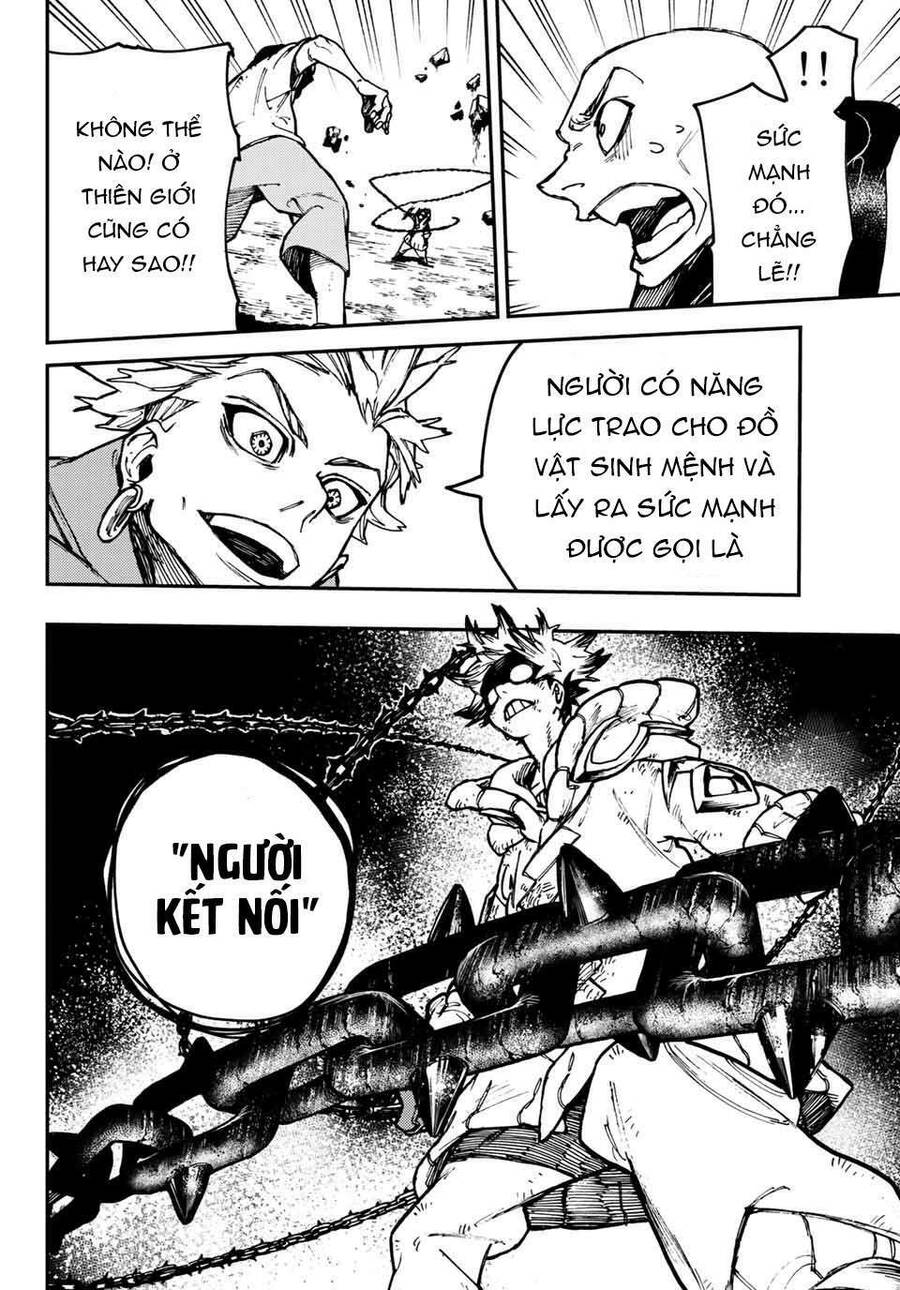 !!
SỨC
MẠNH
ĐÓ...
CHẲNG
LẼ!!
KHÔNG THỂ
NÀO! Ở
THIÊN GIỚI
CŨNG CÓ
HAY SAO!!
NGƯỜI CÓ NĂNG
LỰC TRAO CHO ĐỒ
VẬT SINH MỆNH VÀ
LẤY RA SỨC MẠNH
ĐƯỢC GỌI LÀ
"NGƯỜI
KẾT NỐI"